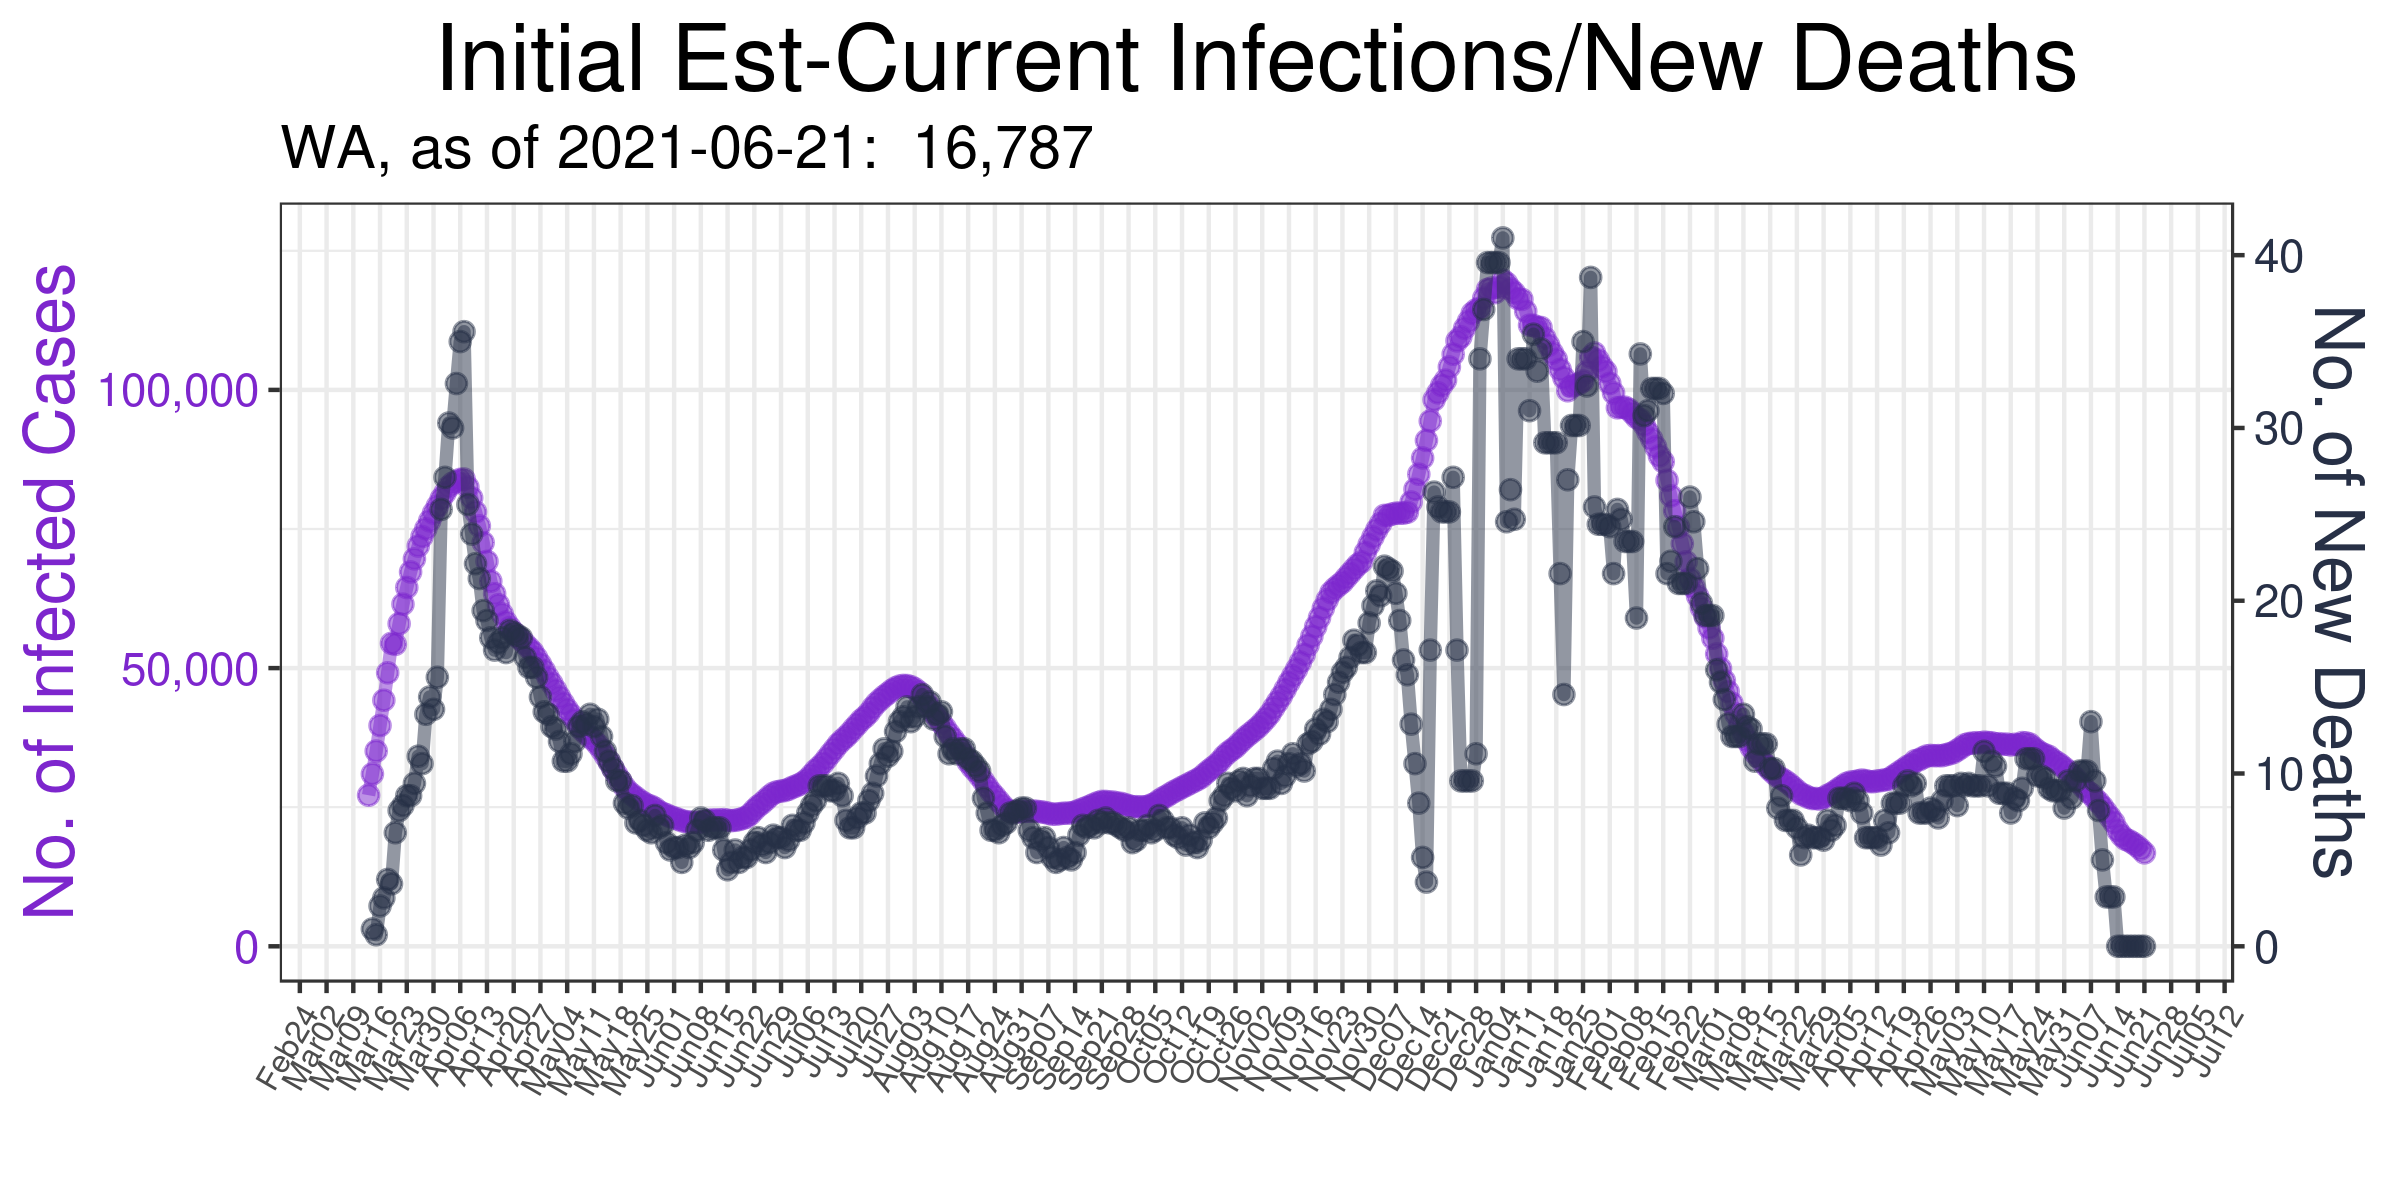 Initial Est-Current Infections/New Deaths
WA, as of 2021-06-21: 16,787
No. of Infected Cases
100,000
50,000
0
40
30
20
10
0
No. of New Deaths
Feb24
Mar02
Mar09
Mar16
Mar23
Mar30
Apr06
Apr13
Apr20
Apr27
May04
May11
May18
May25
Jun01
Jun08
Jun15
Jun22
Jun29
Jul06
Jul13
Jul20
Jul27
Aug03
Aug10
Aug17
Aug24
Aug31
Sep07
Sep14
Sep21
Sep28
Oct05
Oct12
Oct19
Oct26
Nov02
Nov09
Nov16
Nov23
Nov30
Dec07
Dec14
Dec21
Dec28
Jan04
Jan11
Jan18
Jan25
Feb01
Feb08
Feb15
Feb22
Mar01
Mar08
Mar15
Mar22
Mar29
Apr05
Apr12
Apr19
Apr26
May03
May10
May17
May24
May31
Jun07
Jun14
Jun21
Jun28
Jul05
Jul12